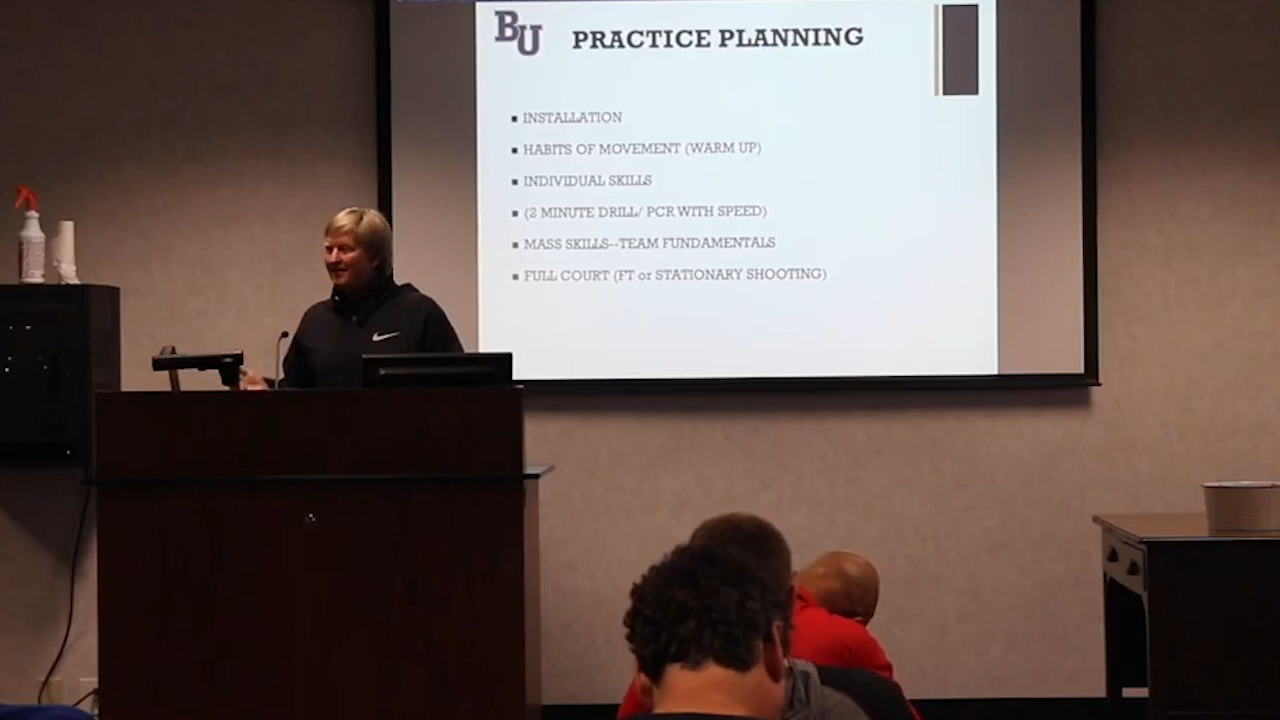 BU
PRACTICE PLANNING
INSTALLATION
HABITS OF MOVEMENT (WARM UP)
INDIVIDUAL SKILLS
(2 MINUTE DRILL/ PCR WITH SPEED)
MASS SKILLS--TEAM FUNDAMENTALS
FULL COURT (FT or STATIONARY SHOOTING)